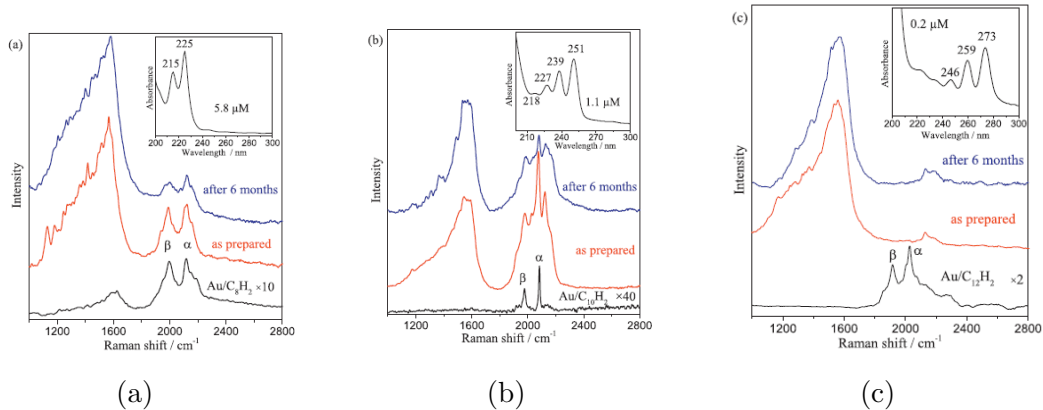 (a)
225
215
5.8 µM
Absorbance
200 220 240 260 280 300
Wavelength / nm
after 6 months
as prepared
β α
Au/C₈H₂ ×10
Intensity
1200 1600 2000 2400 2800
Raman shift / cm⁻¹
(a)
(b)
251
239
227
218
1.1 µM
Absorbance
210 240 270 300
Wavelength / nm
after 6 months
as prepared
β α
Au/C₁₀H₂ ×40
Intensity
1200 1600 2000 2400 2800
Raman shift / cm⁻¹
(b)
(c)
0.2 µM
273
259
246
Absorbance
200 220 240 260 280 300
Wavelength / nm
after 6 months
as prepared
β α
Au/C₁₂H₂ ×2
Intensity
1200 1600 2000 2400 2800
Raman shift / cm⁻¹
(c)